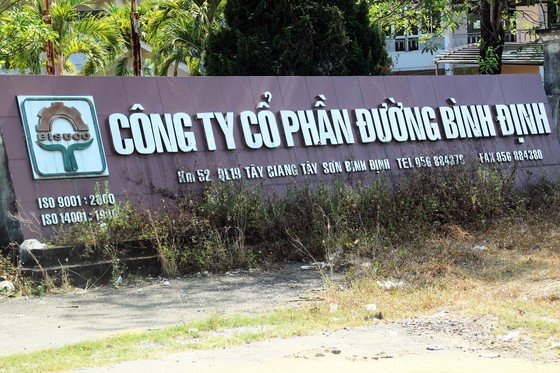 BISUCO
CÔNG TY CỔ PHẦN ĐƯỜNG BÌNH ĐỊNH
Km 52 QL19 TÂY GIANG TÂY SƠN BÌNH ĐỊNH TEL 056 884376 FAX 056 884380
ISO 9001 : 2000
ISO 14001 :